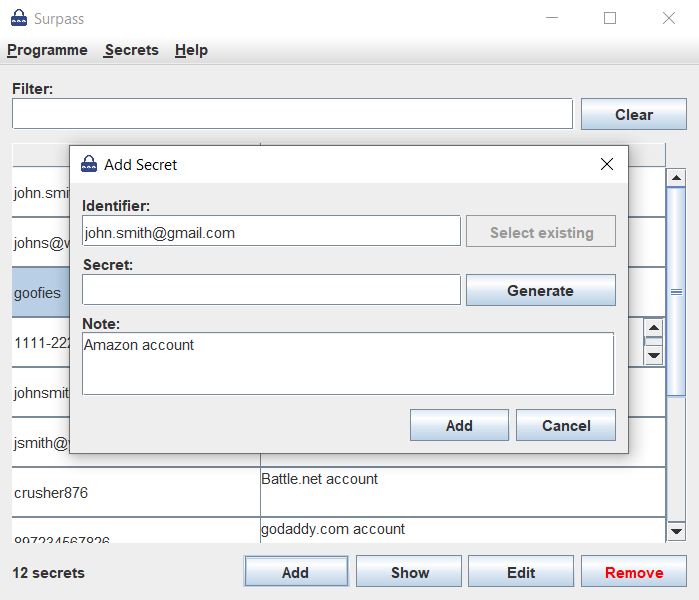 Surpass
Programme Secrets Help
Filter:
Clear
Add Secret
Identifier:
john.smith@gmail.com Select existing
Secret:
Generate
Note:
Amazon account
Add Cancel
john.smi
johns@
goofies
1111-222
johnsmit
jsmith@
crusher876 Battle.net account
897234567826 godaddy.com account
12 secrets Add Show Edit Remove